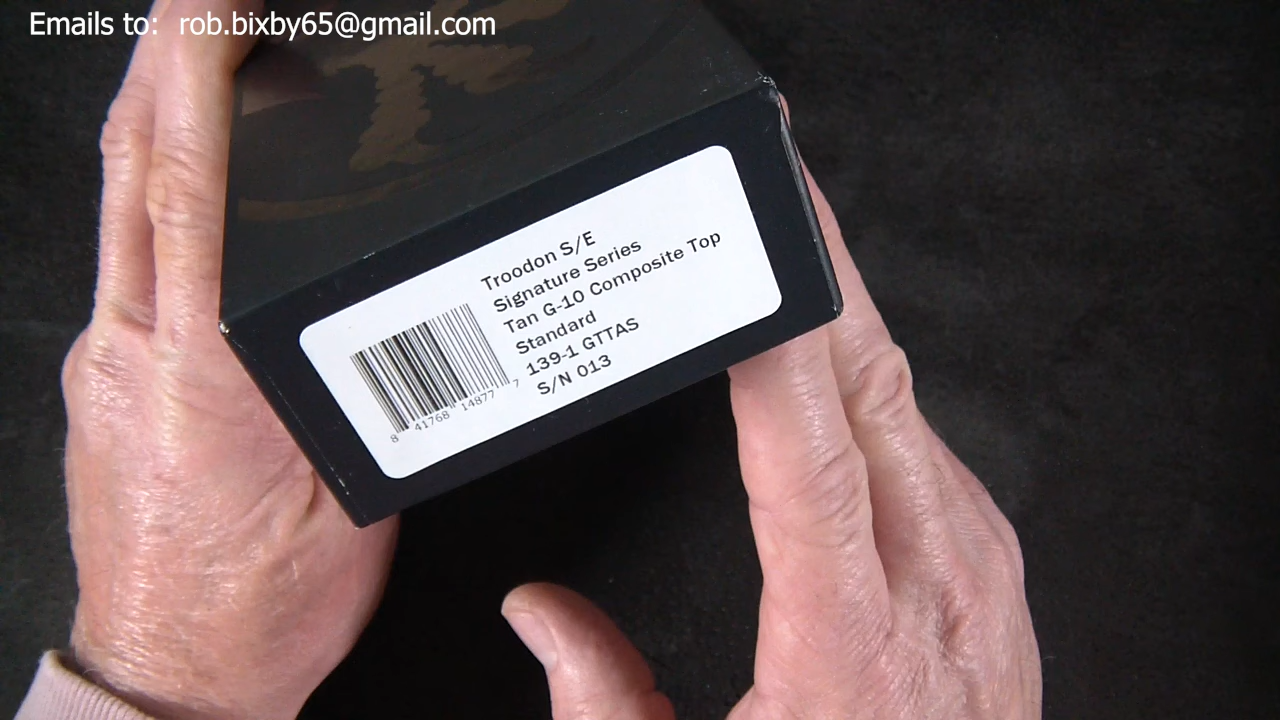 Emails to: rob.bixby65@gmail.com
Troodon S/E
Signature Series
Tan G-10 Composite Top
Standard
139-1 GTTAS
S/N 013
8 41768 14877 7